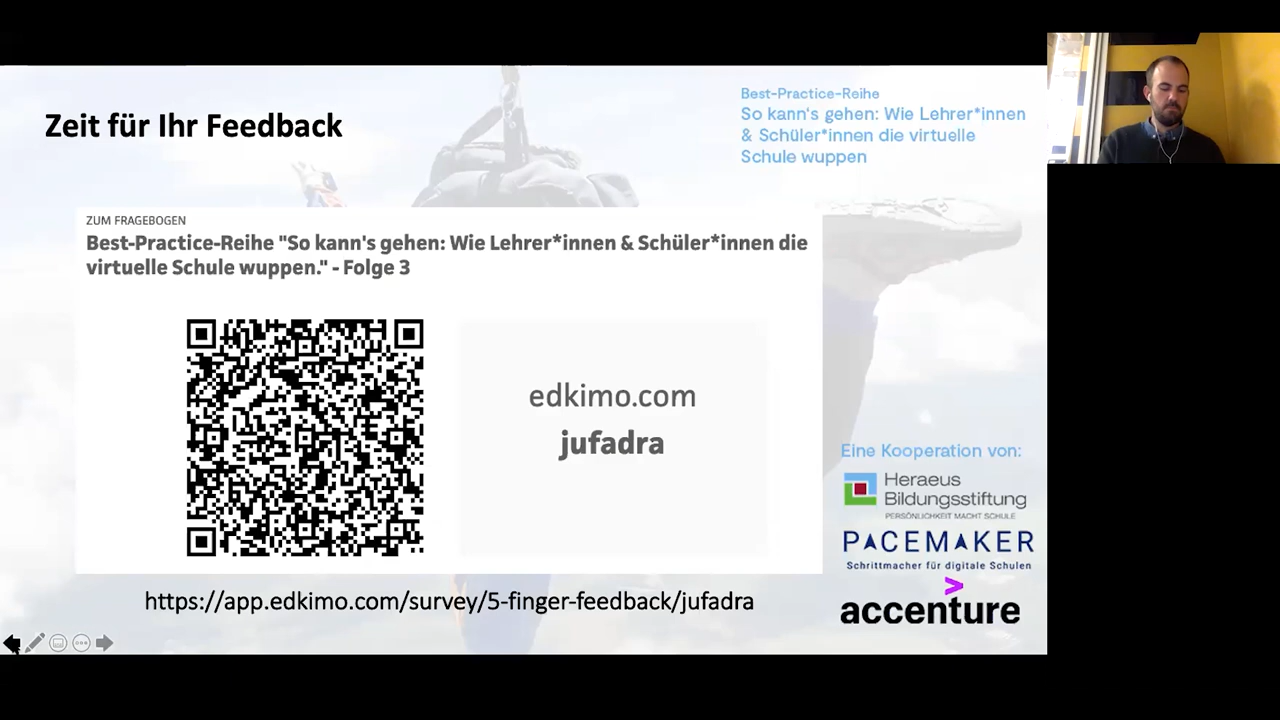 Zeit für Ihr Feedback
Best-Practice-Reihe
So kann's gehen: Wie Lehrer*innen
& Schüler*innen die virtuelle
Schule wuppen
ZUM FRAGEBOGEN
Best-Practice-Reihe "So kann's gehen: Wie Lehrer*innen & Schüler*innen die
virtuelle Schule wuppen." - Folge 3
edkimo.com
jufadra
https://app.edkimo.com/survey/5-finger-feedback/jufadra
Eine Kooperation von:
Heraeus
Bildungsstiftung
PERSÖNLICHKEIT MACHT SCHULE
PACEMAKER
Schrittmacher für digitale Schulen
accenture